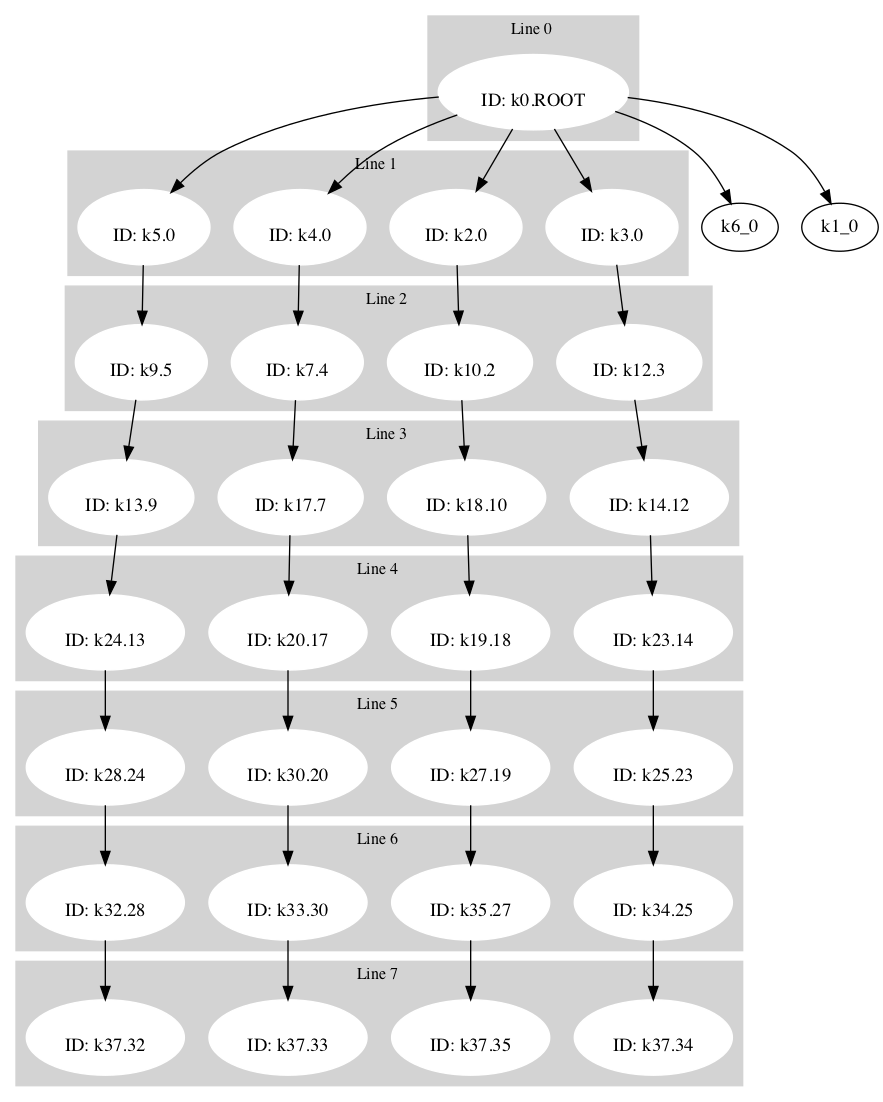 Line 0
ID: k0.ROOT
Line 1
ID: k5.0
ID: k4.0
ID: k2.0
ID: k3.0
k6_0
k1_0
Line 2
ID: k9.5
ID: k7.4
ID: k10.2
ID: k12.3
Line 3
ID: k13.9
ID: k17.7
ID: k18.10
ID: k14.12
Line 4
ID: k24.13
ID: k20.17
ID: k19.18
ID: k23.14
Line 5
ID: k28.24
ID: k30.20
ID: k27.19
ID: k25.23
Line 6
ID: k32.28
ID: k33.30
ID: k35.27
ID: k34.25
Line 7
ID: k37.32
ID: k37.33
ID: k37.35
ID: k37.34